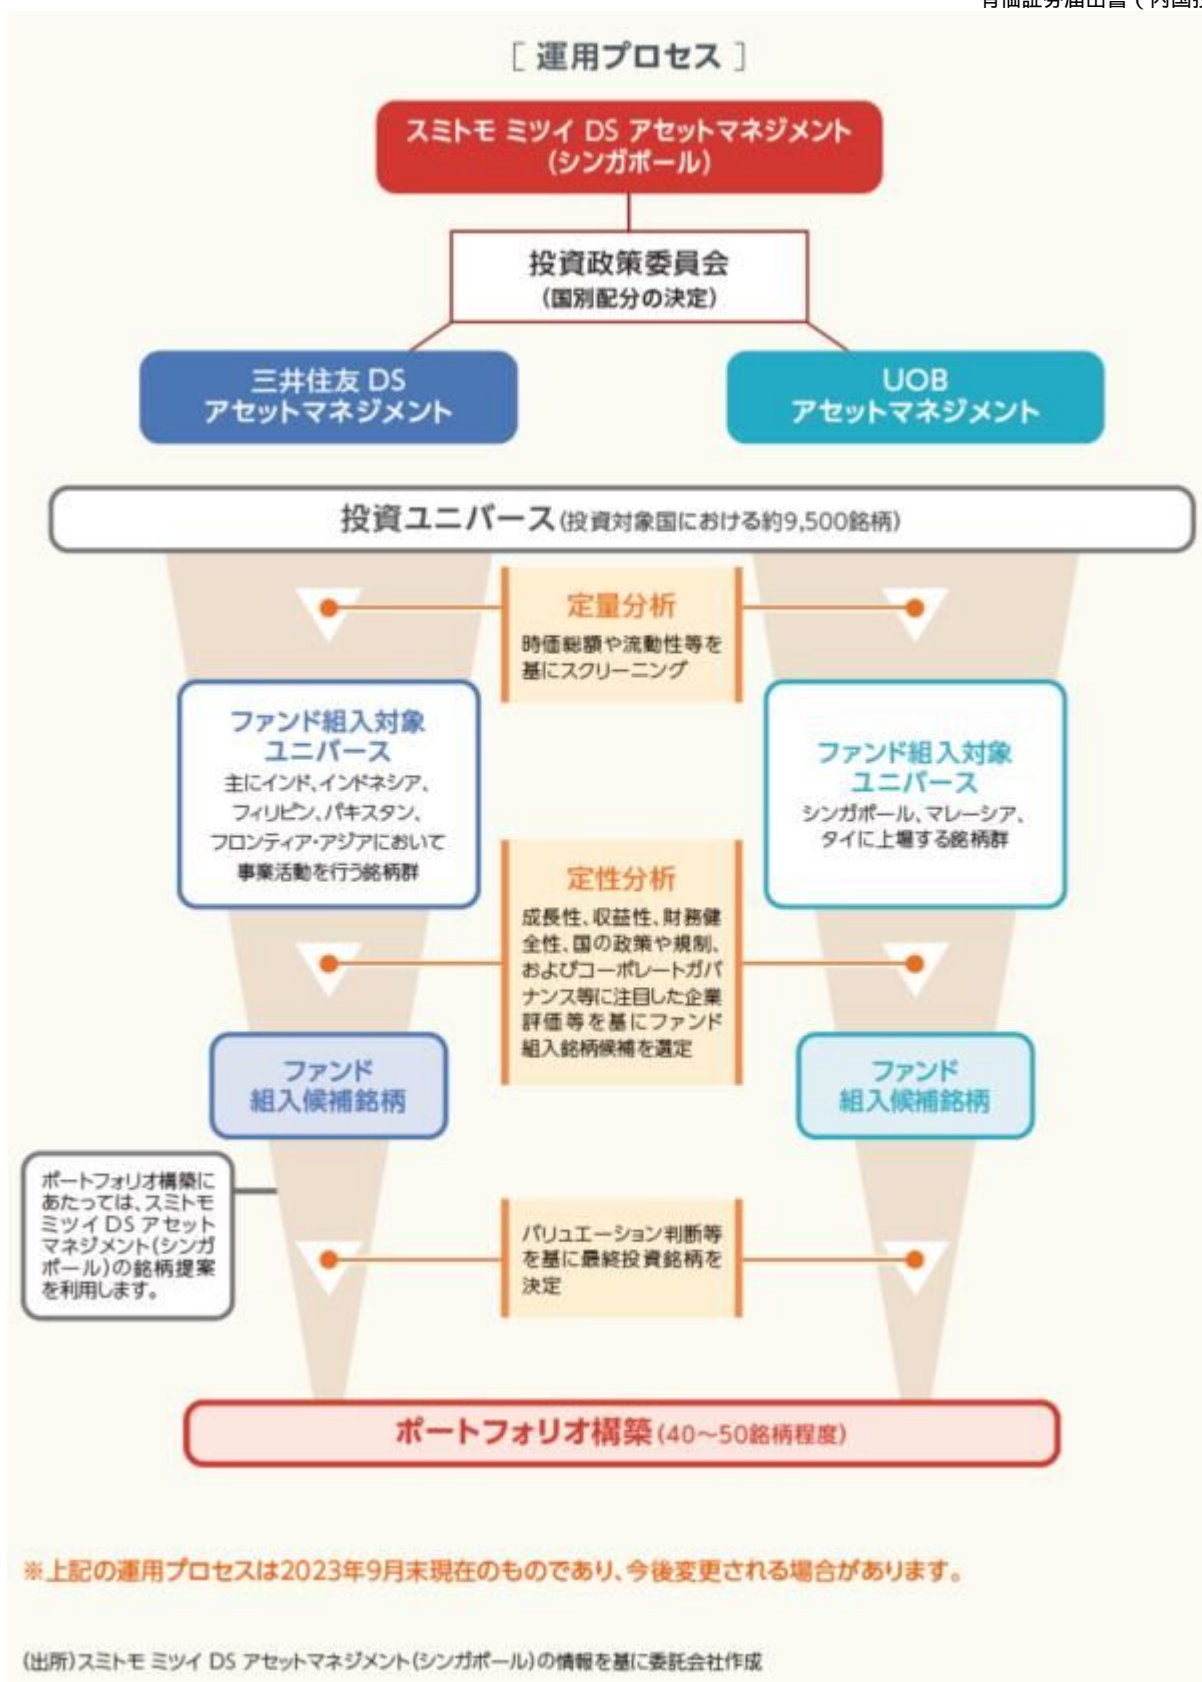 有価証券届出書(内国投
[ 運用プロセス ]
スミトモ ミツイ DS アセットマネジメント
(シンガポール)
投資政策委員会
(国別配分の決定)
三井住友 DS
アセットマネジメント
UOB
アセットマネジメント
投資ユニバース(投資対象国における約9,500銘柄)
定量分析
時価総額や流動性等を
基にスクリーニング
ファンド組入対象
ユニバース
主にインド、インドネシア、
フィリピン、パキスタン、
フロンティア・アジアにおいて
事業活動を行う銘柄群
ファンド組入対象
ユニバース
シンガポール、マレーシア、
タイに上場する銘柄群
定性分析
成長性、収益性、財務健
全性、国の政策や規制、
およびコーポレートガバ
ナンス等に注目した企業
評価等を基にファンド
組入銘柄候補を選定
ファンド
組入候補銘柄
ファンド
組入候補銘柄
ポートフォリオ構築に
あたっては、スミトモ
ミツイ DS アセット
マネジメント(シンガ
ポール)の銘柄提案
を利用します。
バリュエーション判断等
を基に最終投資銘柄を
決定
ポートフォリオ構築(40～50銘柄程度)
※上記の運用プロセスは2023年9月末現在のものであり、今後変更される場合があります。
(出所)スミトモ ミツイ DS アセットマネジメント(シンガポール)の情報を基に委託会社作成